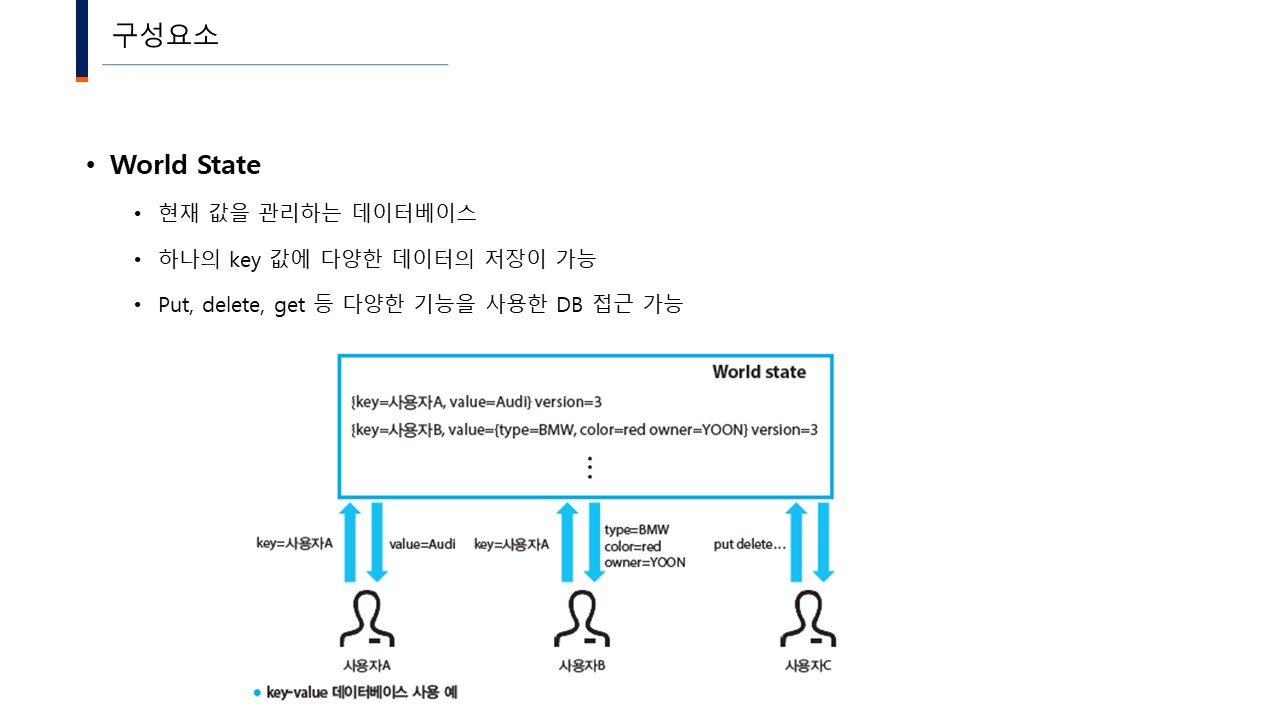 구성요소
• World State
• 현재 값을 관리하는 데이터베이스
• 하나의 key 값에 다양한 데이터의 저장이 가능
• Put, delete, get 등 다양한 기능을 사용한 DB 접근 가능
World state
{key=사용자A, value=Audi} version=3
{key=사용자B, value={type=BMW, color=red owner=YOON} version=3
⋮
key=사용자A
value=Audi
key=사용자A
type=BMW
color=red
owner=YOON
put delete...
사용자A
사용자B
사용자C
• key-value 데이터베이스 사용 예